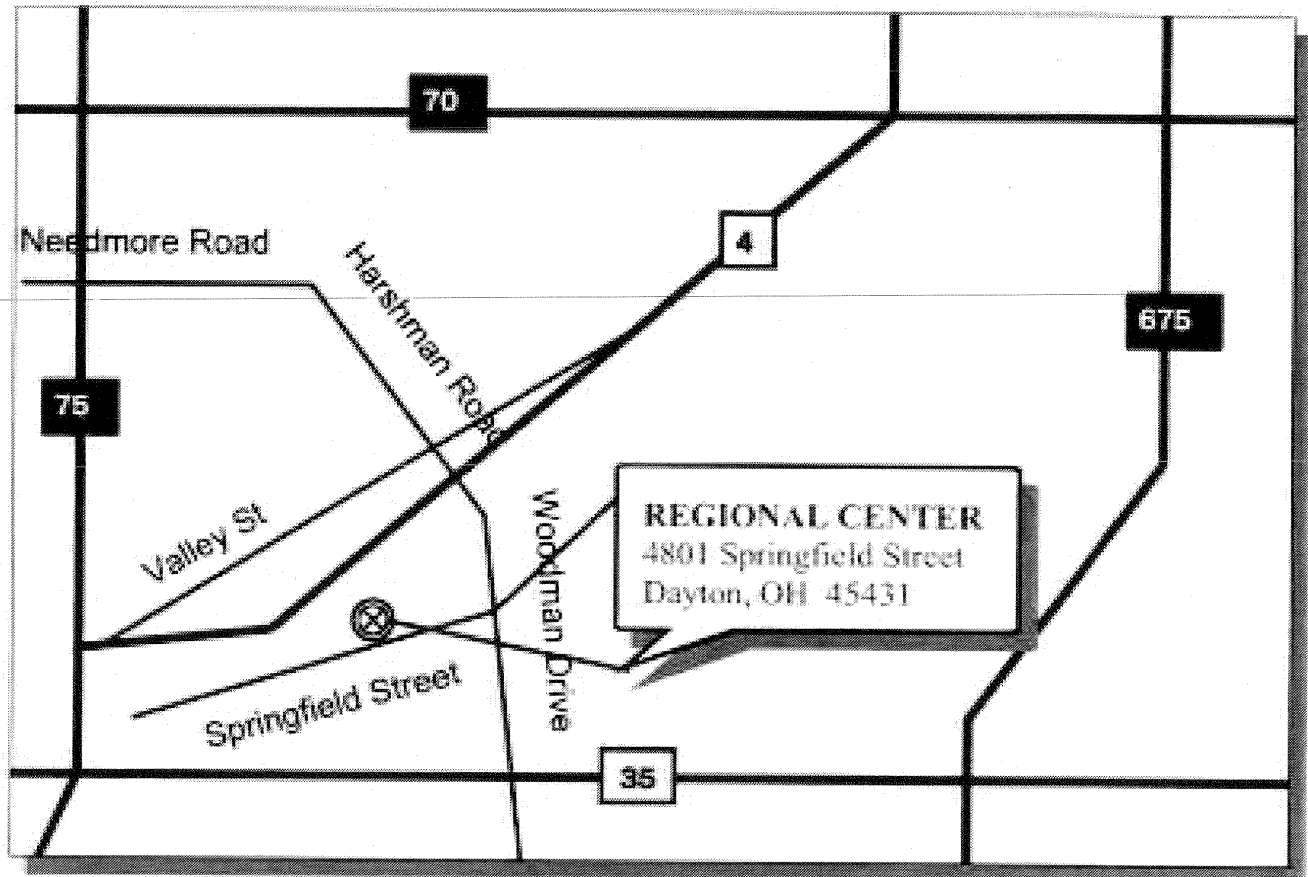 70
Needmore Road
Harshman Road
4
675
75
Valley St
Woodman Drive
REGIONAL CENTER
4801 Springfield Street
Dayton, OH 45431
Springfield Street
35